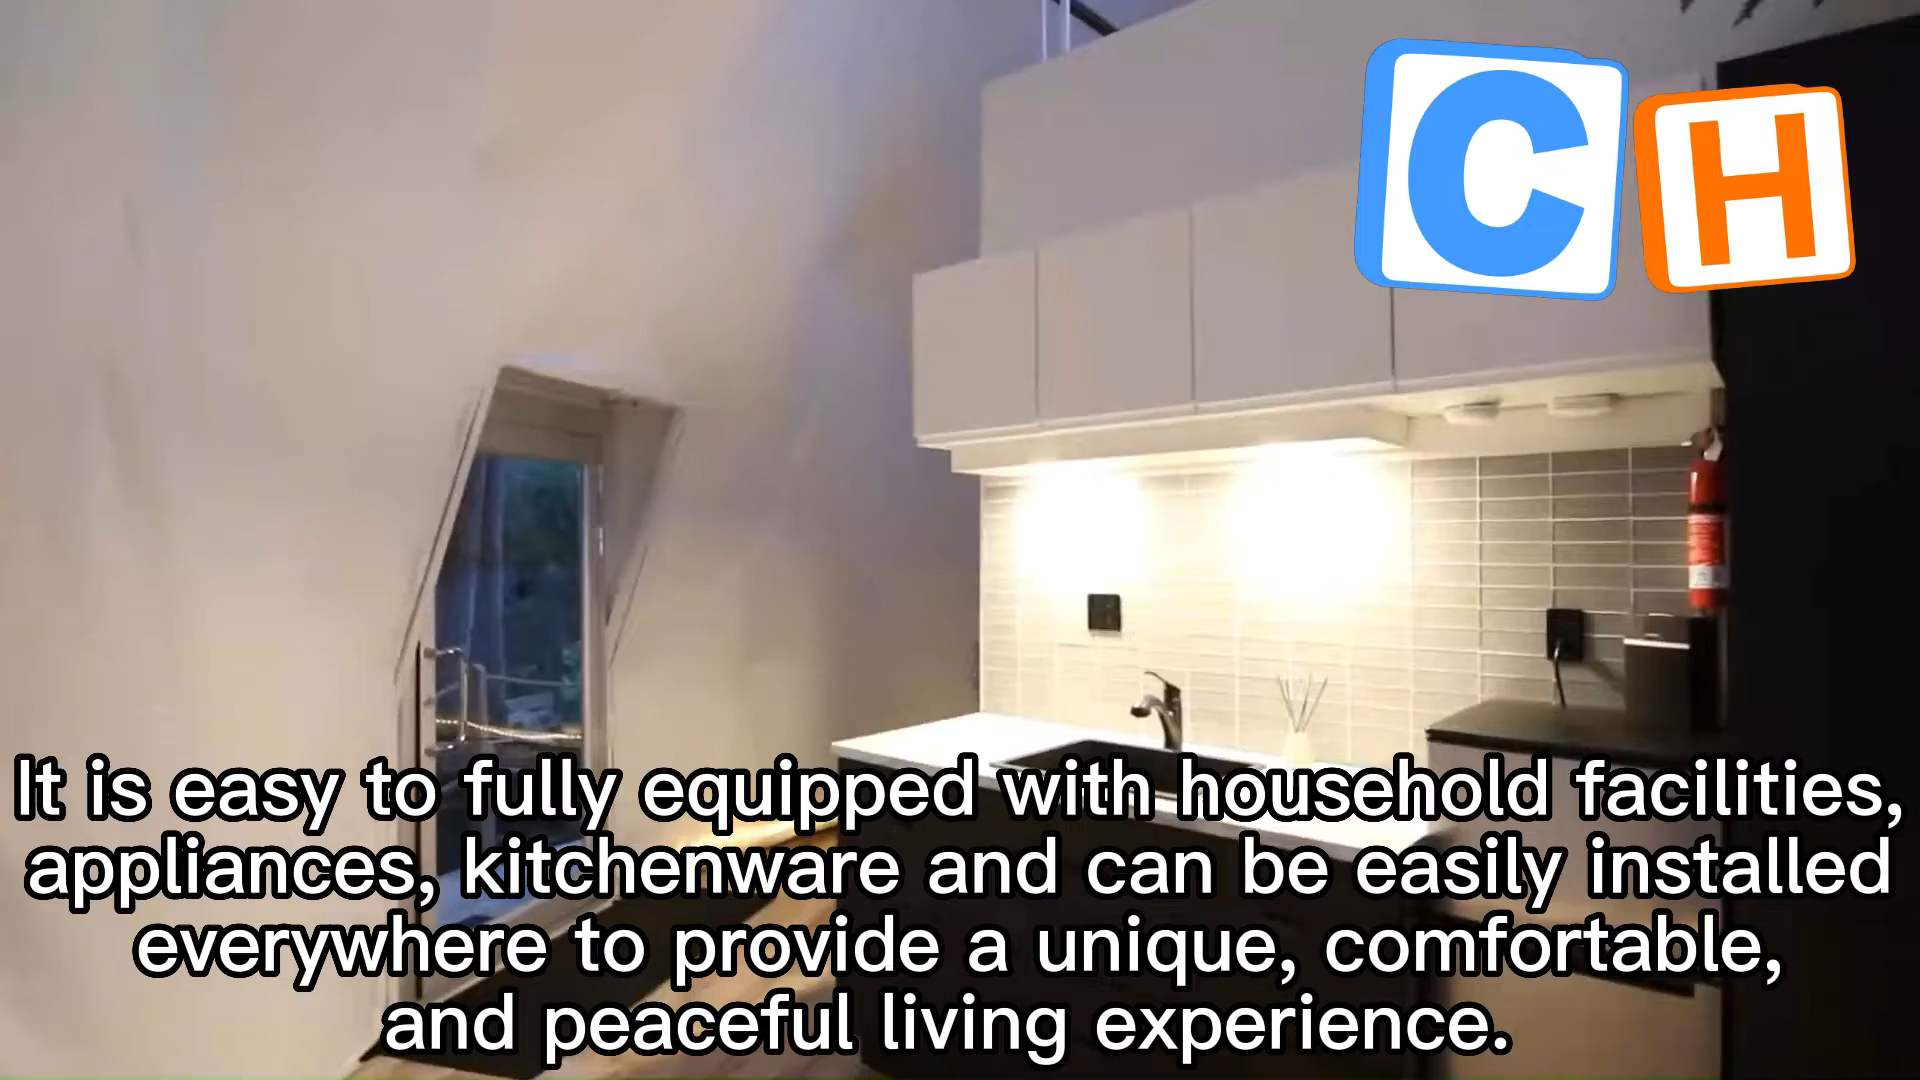 C H
It is easy to fully equipped with household facilities,
appliances, kitchenware and can be easily installed
everywhere to provide a unique, comfortable,
and peaceful living experience.